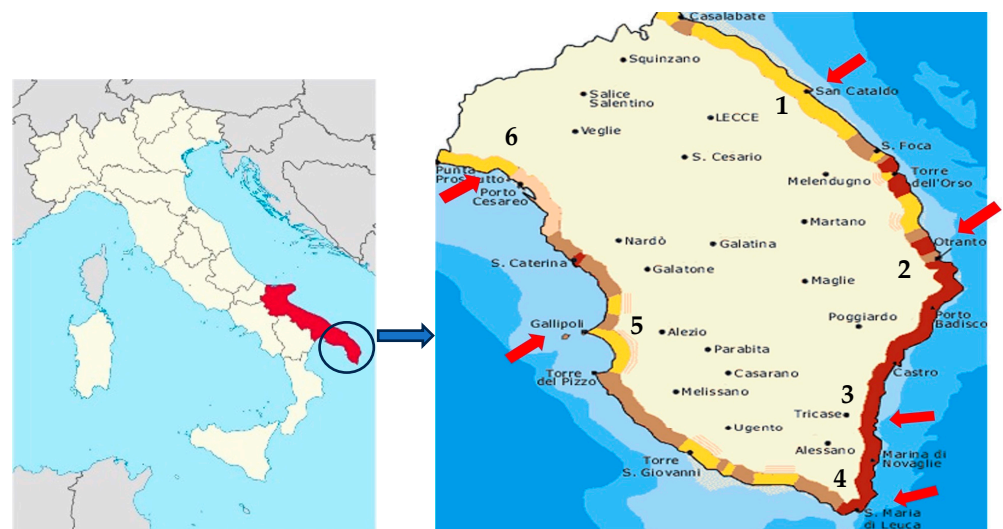 Casalabate
Squinzano
San Cataldo
1
Salice
Salentino
LECCE
6
Veglie
S. Foca
S. Cesario
Punta
Prosciutto
Torre
dell'Orso
Melendugno
Porto
Cesareo
Martano
Nardò
Galatina
Otranto
S. Caterina
Galatone
2
Maglie
Gallipoli
5
Alezio
Poggiardo
Porto
Badisco
Parabita
Torre
del Pizzo
Casarano
Castro
Melissano
3
Tricase
Ugento
Alessano
Torre
S. Giovanni
Marina di
Novaglie
4
S. Maria
di Leuca